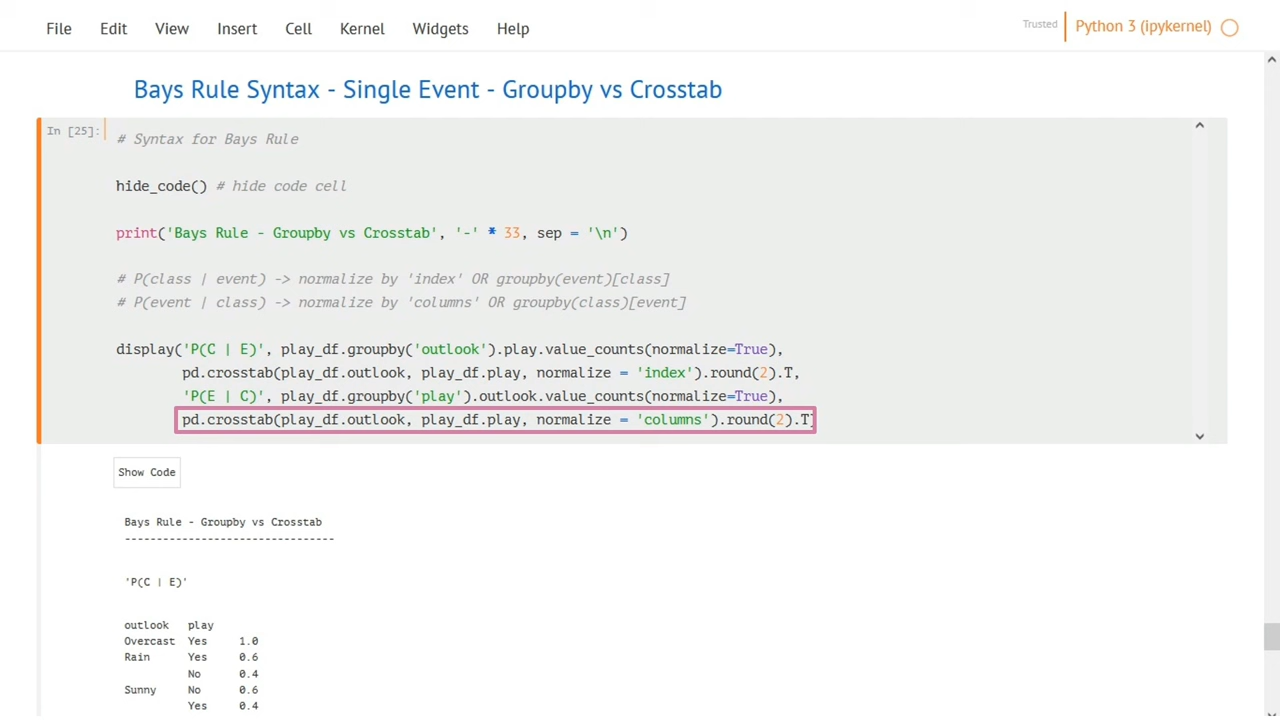 File Edit View Insert Cell Kernel Widgets Help Trusted Python 3 (ipykernel)
Bays Rule Syntax - Single Event - Groupby vs Crosstab
In [25]:
# Syntax for Bays Rule
hide_code() # hide code cell
print('Bays Rule - Groupby vs Crosstab', '-' * 33, sep = '\n')
# P(class | event) -> normalize by 'index' OR groupby(event)[class]
# P(event | class) -> normalize by 'columns' OR groupby(class)[event]
display('P(C | E)', play_df.groupby('outlook').play.value_counts(normalize=True),
pd.crosstab(play_df.outlook, play_df.play, normalize = 'index').round(2).T,
'P(E | C)', play_df.groupby('play').outlook.value_counts(normalize=True),
pd.crosstab(play_df.outlook, play_df.play, normalize = 'columns').round(2).T)
Show Code
Bays Rule - Groupby vs Crosstab
---------------------------------
'P(C | E)'
outlook play
Overcast Yes 1.0
Rain Yes 0.6
No 0.4
Sunny No 0.6
Yes 0.4